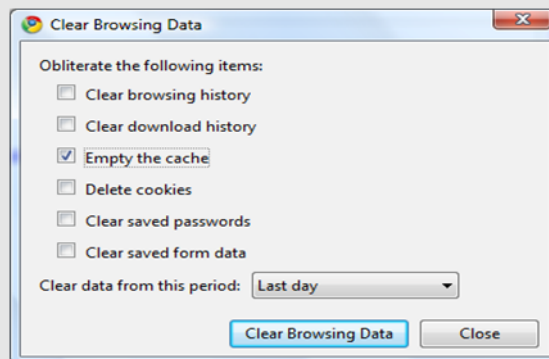 Clear Browsing Data
Obliterate the following items:
Clear browsing history
Clear download history
Empty the cache
Delete cookies
Clear saved passwords
Clear saved form data
Clear data from this period: Last day
Clear Browsing Data Close